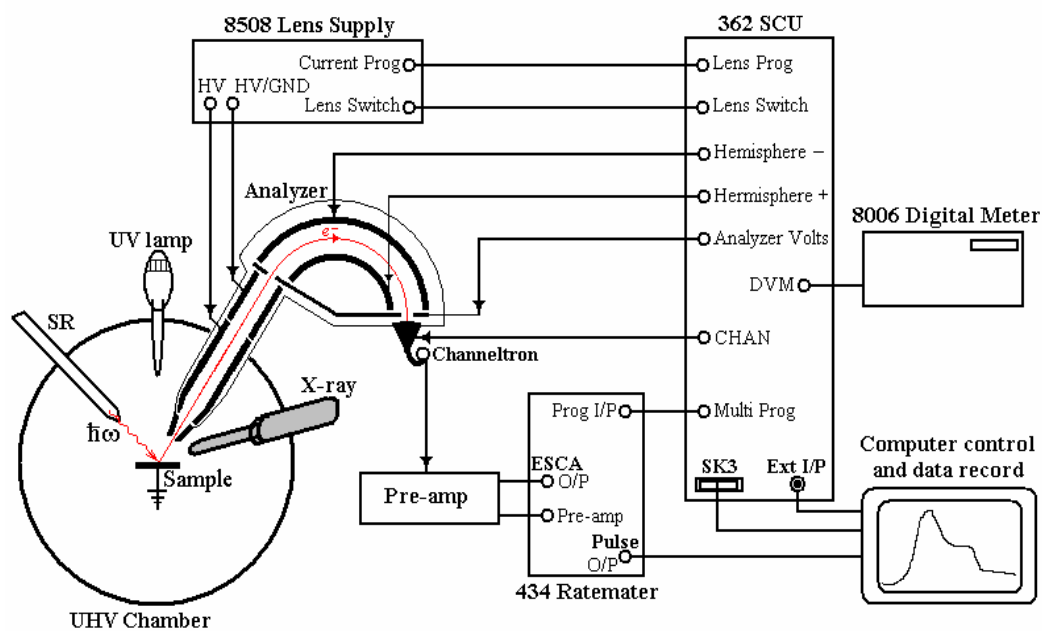 8508 Lens Supply
Current Prog
HV HV/GND
Lens Switch
362 SCU
Lens Prog
Lens Switch
Hemisphere −
Hermisphere +
Analyzer Volts
DVM
CHAN
Multi Prog
SK3 Ext I/P
8006 Digital Meter
Analyzer
e−
UV lamp
SR
ħω
X-ray
Sample
UHV Chamber
Channeltron
Pre-amp
Prog I/P
ESCA
O/P
Pre-amp
Pulse
O/P
434 Ratemater
Computer control
and data record